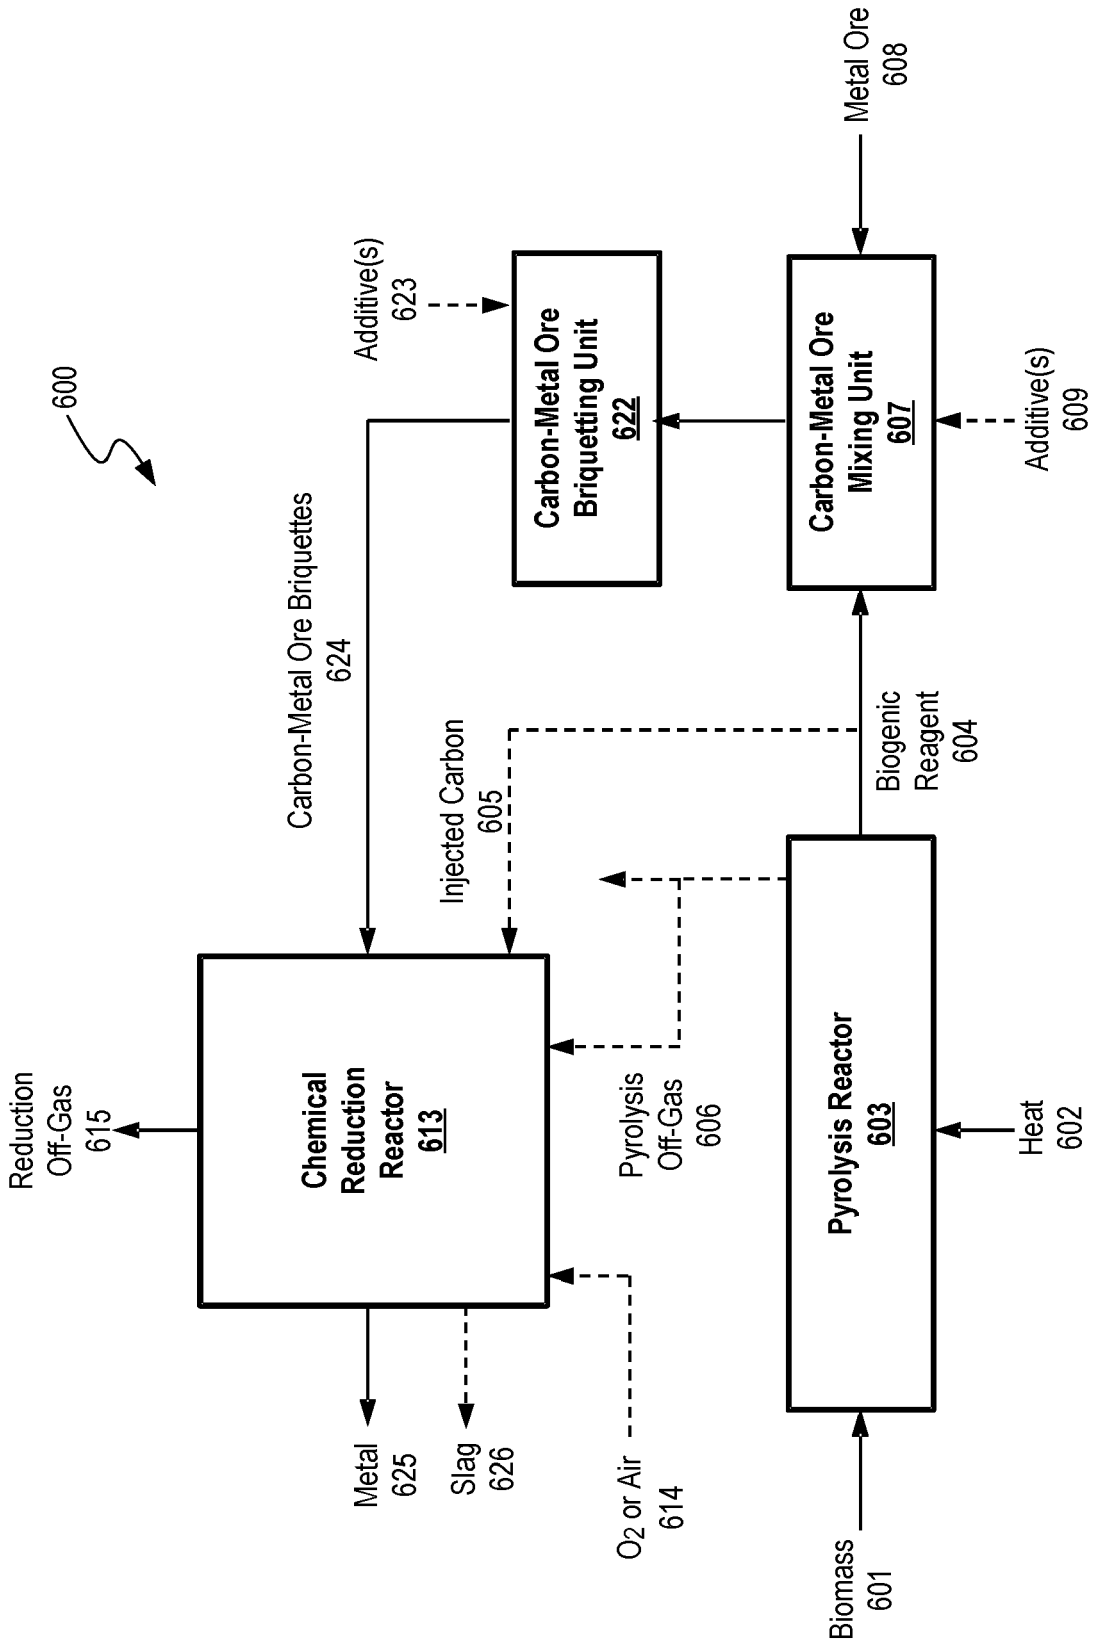 600
Reduction
Off-Gas
615
Carbon-Metal Ore Briquettes
624
Additive(s)
623
Metal
625
Slag
626
Chemical
Reduction
Reactor
613
Injected Carbon
605
Carbon-Metal Ore
Briquetting Unit
622
O2 or Air
614
Pyrolysis
Off-Gas
606
Biomass
601
Pyrolysis Reactor
603
Biogenic
Reagent
604
Carbon-Metal Ore
Mixing Unit
607
Metal Ore
608
Heat
602
Additive(s)
609